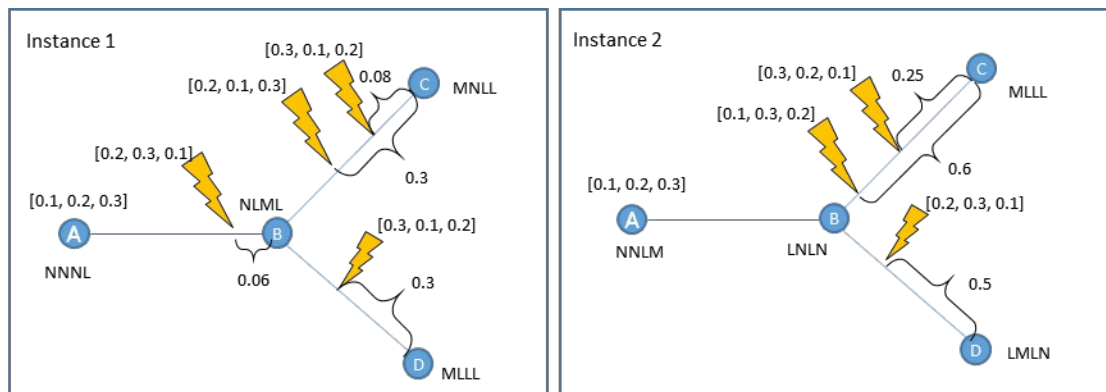 Instance 1
[0.3, 0.1, 0.2]
0.08
C
MNLL
[0.2, 0.1, 0.3]
0.3
[0.2, 0.3, 0.1]
[0.1, 0.2, 0.3]
NLML
A
B
[0.3, 0.1, 0.2]
NNNL
0.06
0.3
D
MLLL
Instance 2
[0.3, 0.2, 0.1]
0.25
C
MLLL
[0.1, 0.3, 0.2]
0.6
[0.1, 0.2, 0.3]
[0.2, 0.3, 0.1]
A
B
NNLM
LNLN
0.5
D
LMLN